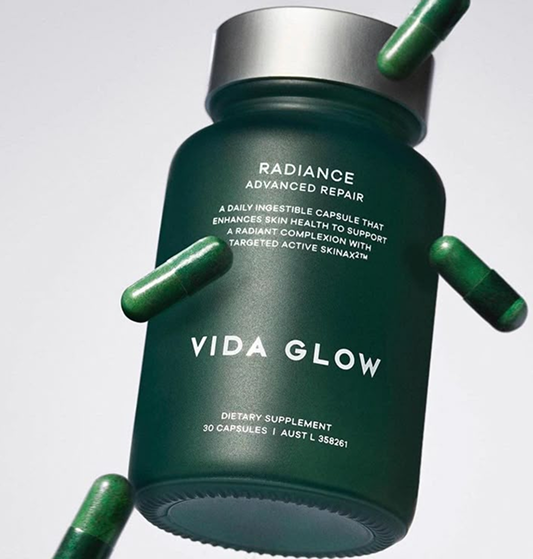 RADIANCE
ADVANCED REPAIR
A DAILY INGESTIBLE CAPSULE THAT
ENHANCES SKIN HEALTH TO SUPPORT
A RADIANT COMPLEXION WITH
TARGETED ACTIVE SKINAX²™
VIDA GLOW
DIETARY SUPPLEMENT
30 CAPSULES | AUST L 358261